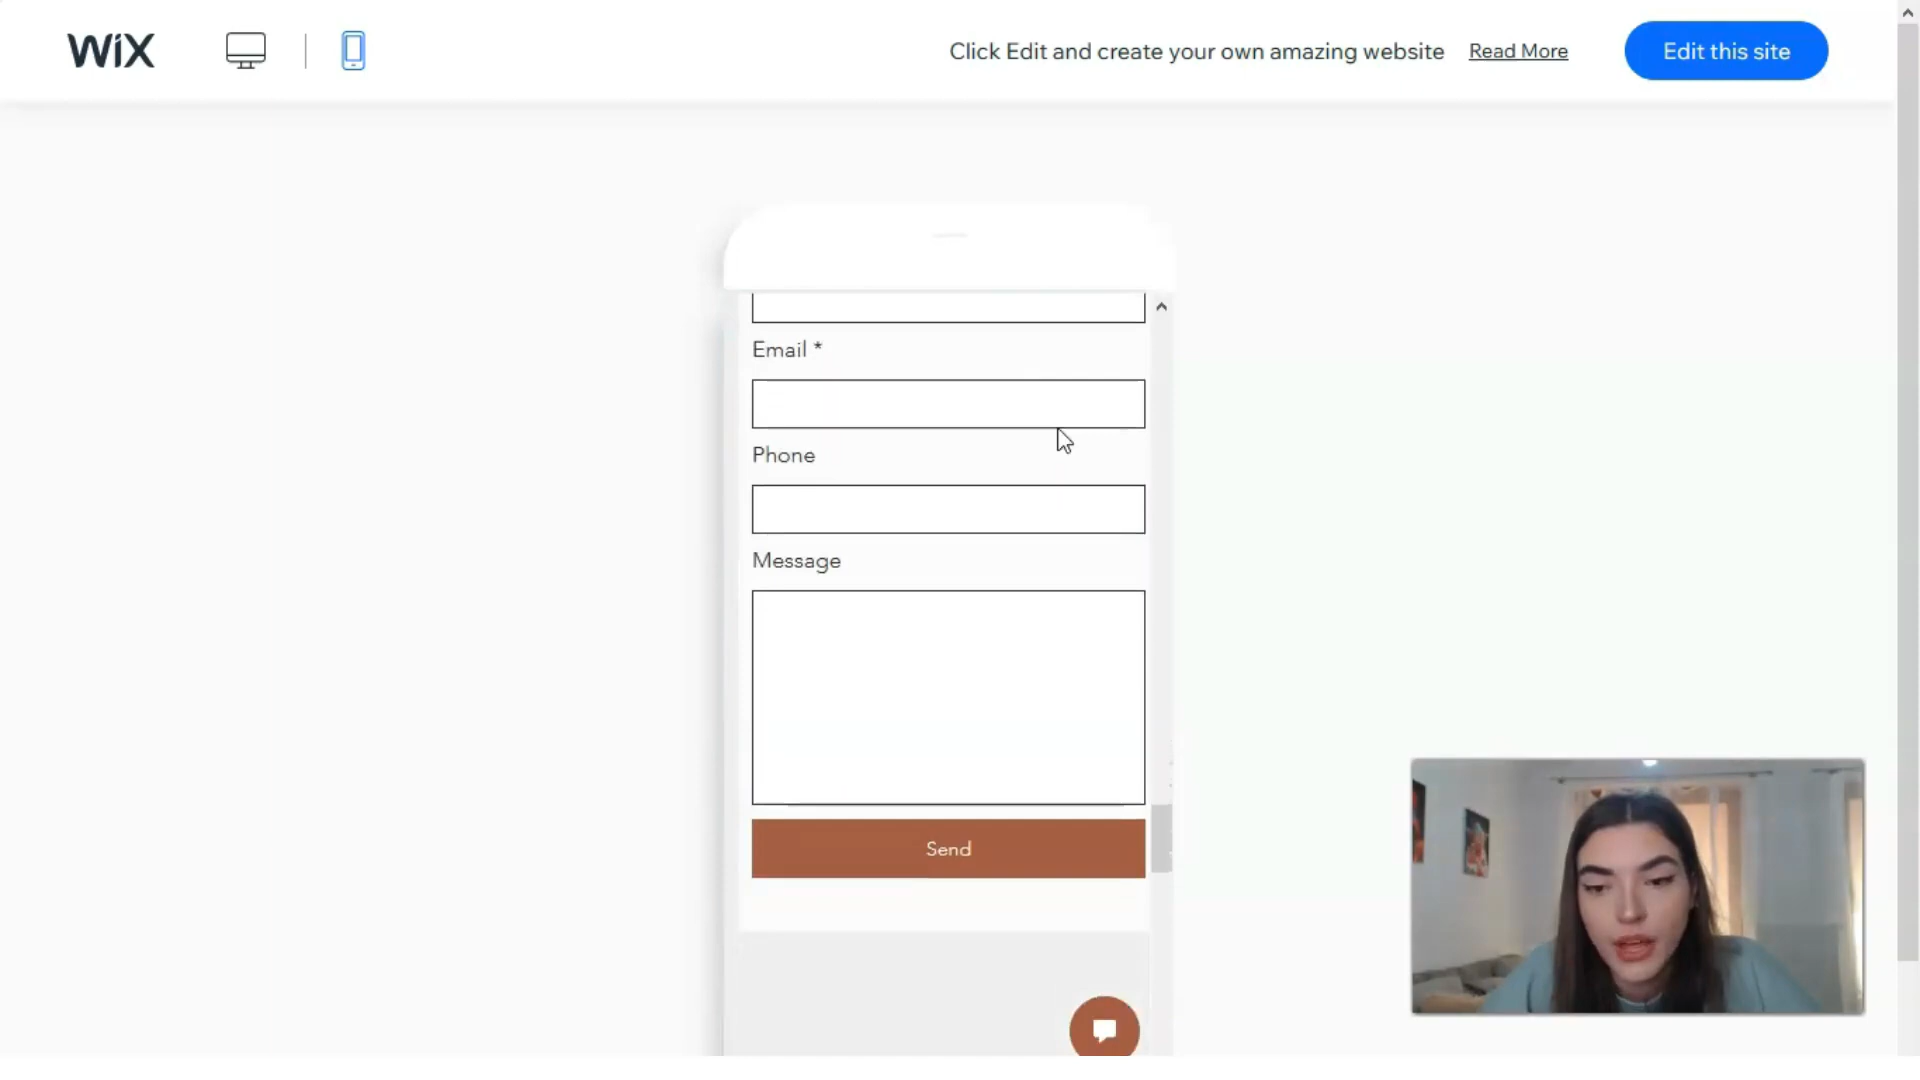 WiX
Click Edit and create your own amazing website Read More Edit this site
Email *
Phone
Message
Send